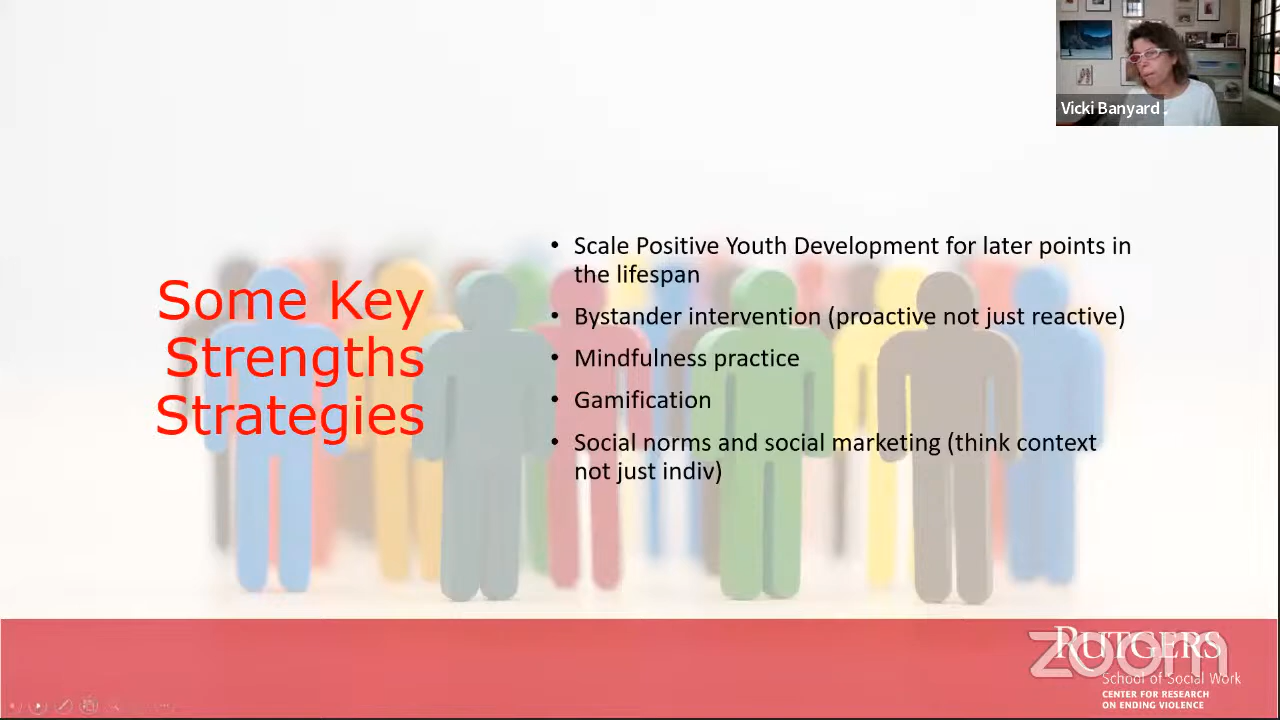 Vicki Banyard
Some Key
Strengths
Strategies
• Scale Positive Youth Development for later points in
the lifespan
• Bystander intervention (proactive not just reactive)
• Mindfulness practice
• Gamification
• Social norms and social marketing (think context
not just indiv)
RUTGERS
zoom
School of Social Work
CENTER FOR RESEARCH
ON ENDING VIOLENCE